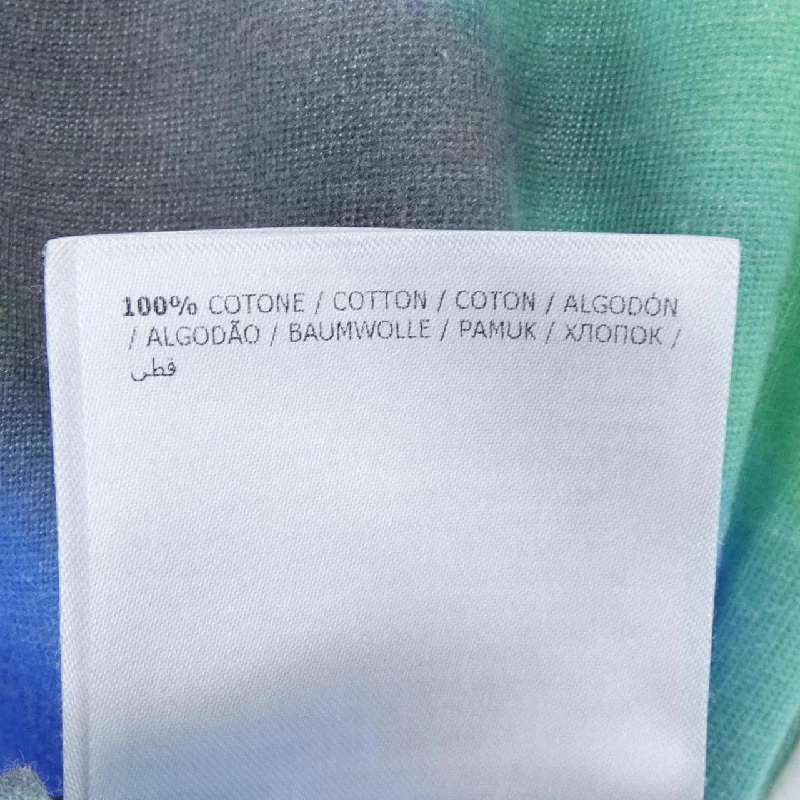 100% COTONE / COTTON / COTON / ALGODÓN
/ ALGODÃO / BAUMWOLLE / PAMUK / ХЛОПОК /
قطن